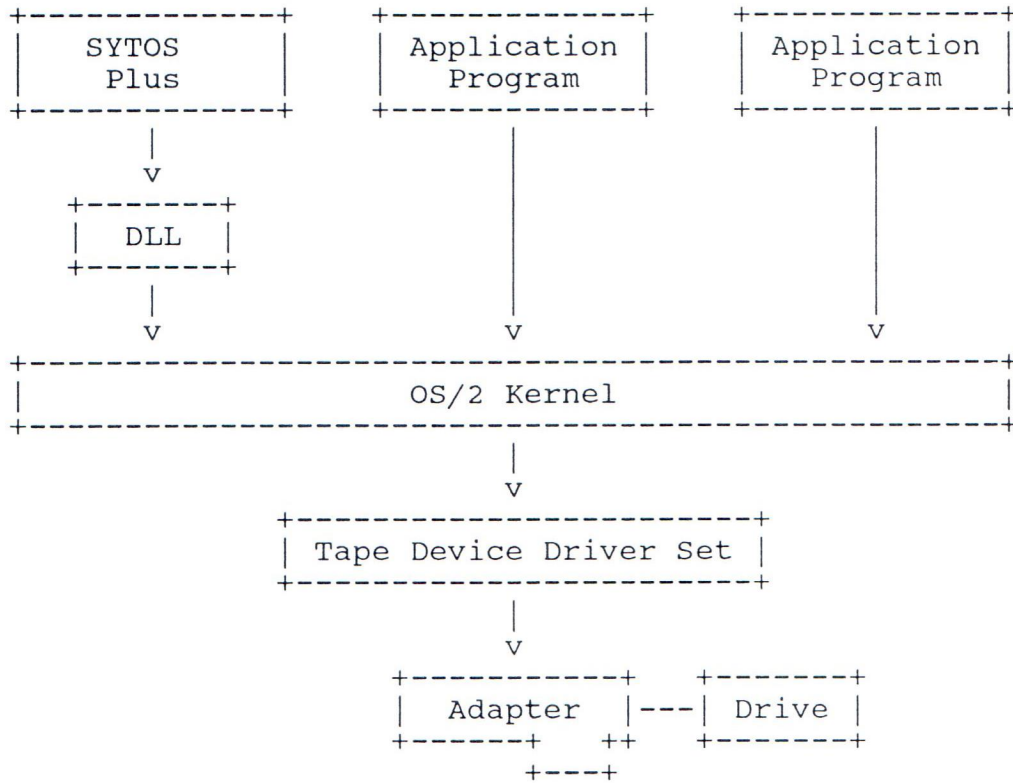 SYTOS Application Application
Plus Program Program
v
DLL
v v v
OS/2 Kernel
v
Tape Device Driver Set
v
Adapter Drive